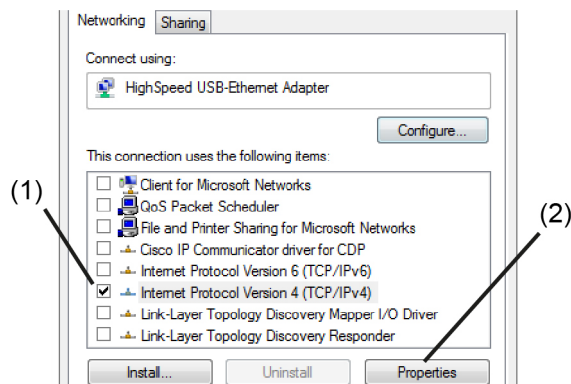 Networking Sharing
Connect using:
HighSpeed USB-Ethernet Adapter
Configure...
This connection uses the following items:
(1)
Client for Microsoft Networks
QoS Packet Scheduler
File and Printer Sharing for Microsoft Networks
(2)
Cisco IP Communicator driver for CDP
Internet Protocol Version 6 (TCP/IPv6)
Internet Protocol Version 4 (TCP/IPv4)
Link-Layer Topology Discovery Mapper I/O Driver
Link-Layer Topology Discovery Responder
Install... Uninstall Properties